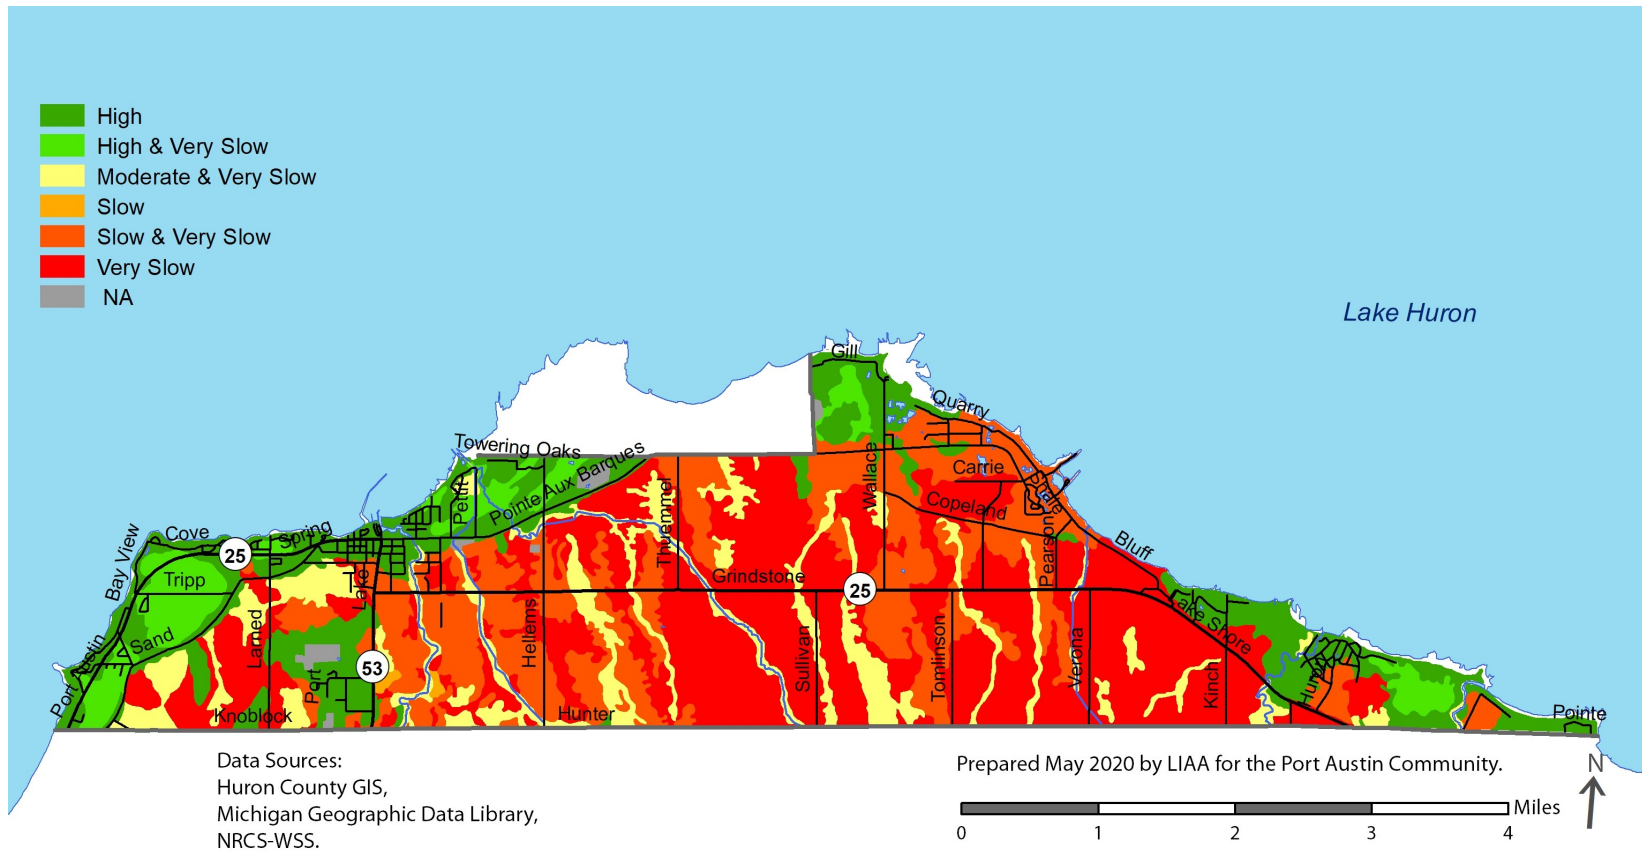 High
High & Very Slow
Moderate & Very Slow
Slow
Slow & Very Slow
Very Slow
NA
Lake Huron
Gill
Quarry
Towering Oaks
Pointe Aux Barques
Pettit
Thuemmel
Wallace
Carrie
Copeland
Shale
Pearson
Bluff
Bay View
Cove
Spring
25
Tripp
Lake
Grindstone
25
Lake Shore
Port Austin
Sand
Larned
Port
53
Hellems
Sullivan
Tomlinson
Verona
Kinch
Huron
Knoblock
Hunter
Pointe
Data Sources:
Huron County GIS,
Michigan Geographic Data Library,
NRCS-WSS.
Prepared May 2020 by LIAA for the Port Austin Community.
N
Miles
0 1 2 3 4